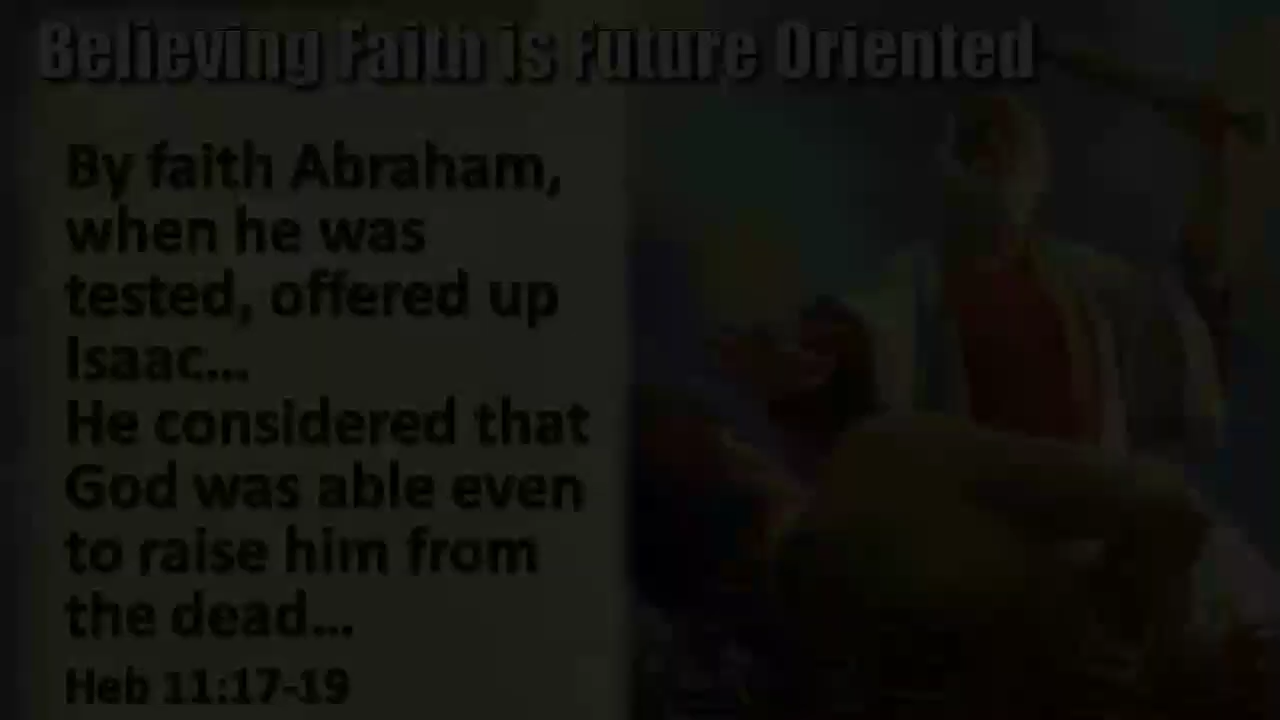 Believing Faith is Future Oriented
By faith Abraham,
when he was
tested, offered up
Isaac...
He considered that
God was able even
to raise him from
the dead...
Heb 11:17-19